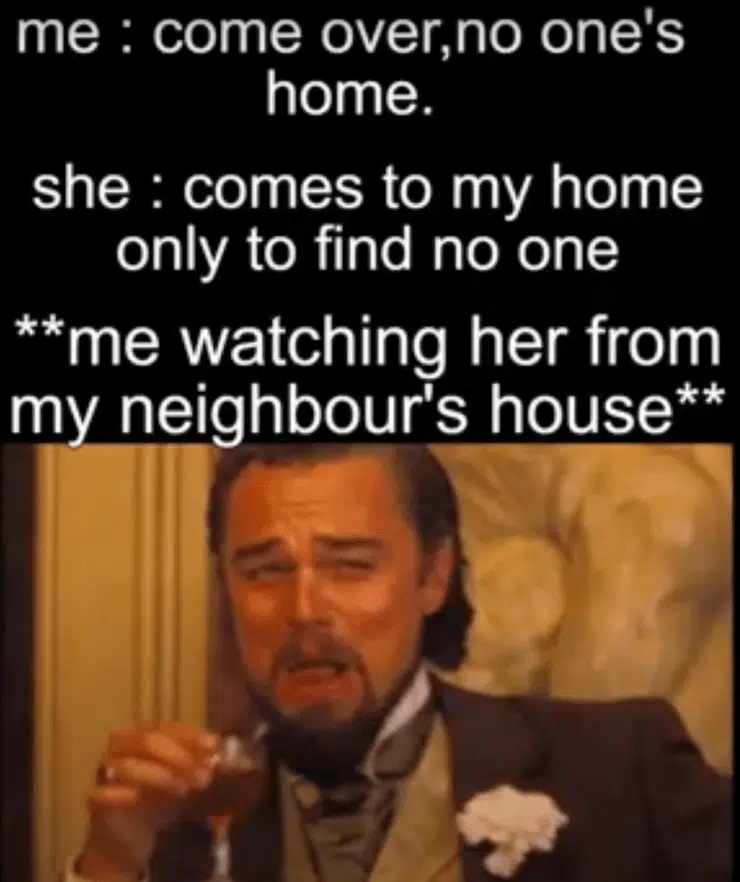 me : come over,no one's
home.
she : comes to my home
only to find no one
**me watching her from
my neighbour's house**